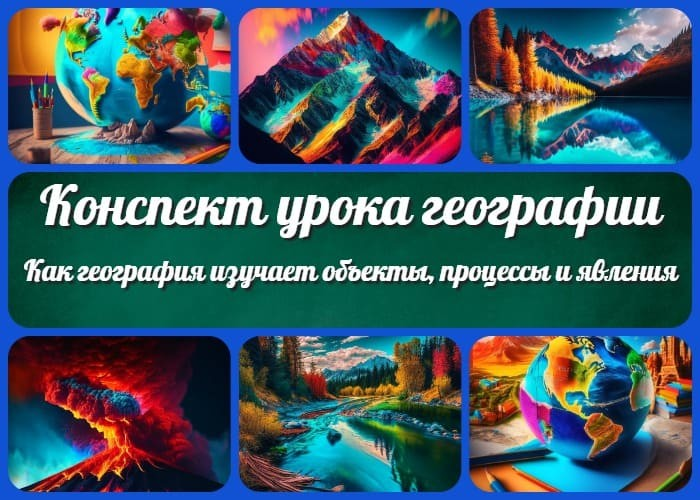 Конспект урока географии
Как география изучает объекты, процессы и явления